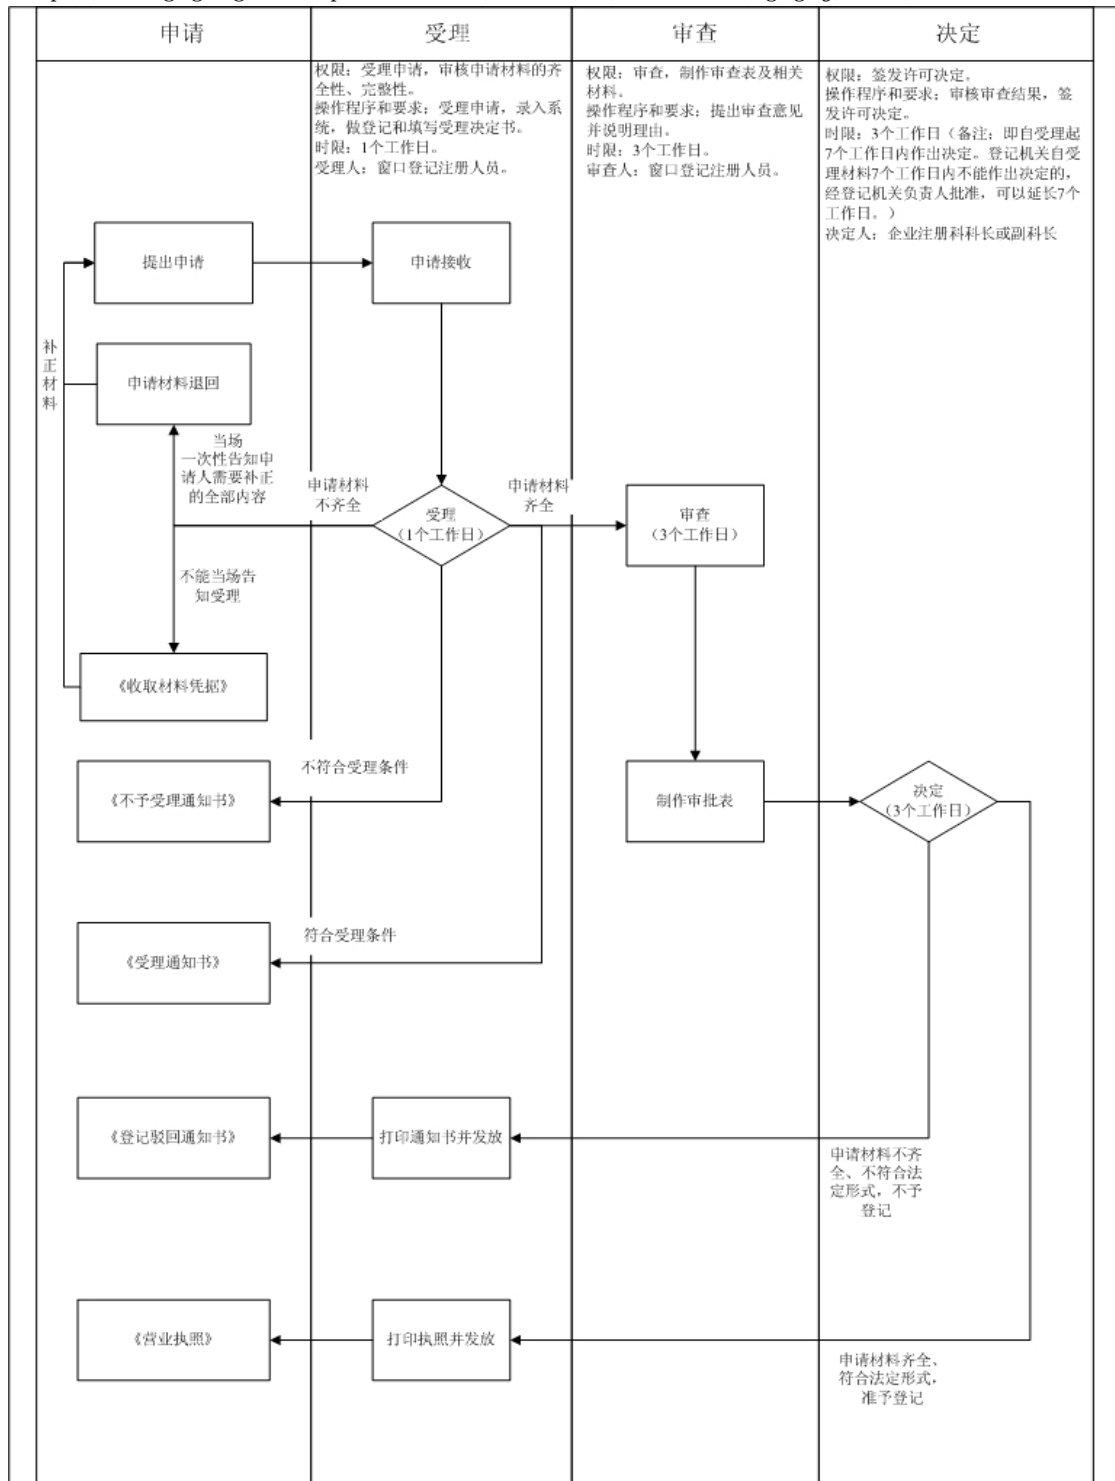 申请
受理
审查
决定
权限：受理申请，审核申请材料的齐
全性、完整性。
操作程序和要求：受理申请，录入系
统，做登记和填写受理决定书。
时限：1个工作日。
受理人：窗口登记注册人员。
权限：审查，制作审查表及相关
材料。
操作程序和要求：提出审查意见
并说明理由。
时限：3个工作日。
审查人：窗口登记注册人员。
权限：签发许可决定。
操作程序和要求：审核审查结果，签
发许可决定。
时限：3个工作日（备注：即自受理起
7个工作日内作出决定。登记机关自受
理材料7个工作日内不能作出决定的，
经登记机关负责人批准，可以延长7个
工作日。）
决定人：企业注册科科长或副科长
提出申请
申请接收
补
正
材
料
申请材料退回
当场
一次性告知申
请人需要补正
的全部内容
申请材料
不齐全
受理
（1个工作日）
申请材料
齐全
审查
（3个工作日）
不能当场告
知受理
《收取材料凭据》
不符合受理条件
《不予受理通知书》
制作审批表
决定
（3个工作日）
符合受理条件
《受理通知书》
《登记驳回通知书》
打印通知书并发放
申请材料不齐
全、不符合法
定形式，不予
登记
《营业执照》
打印执照并发放
申请材料齐全、
符合法定形式，
准予登记